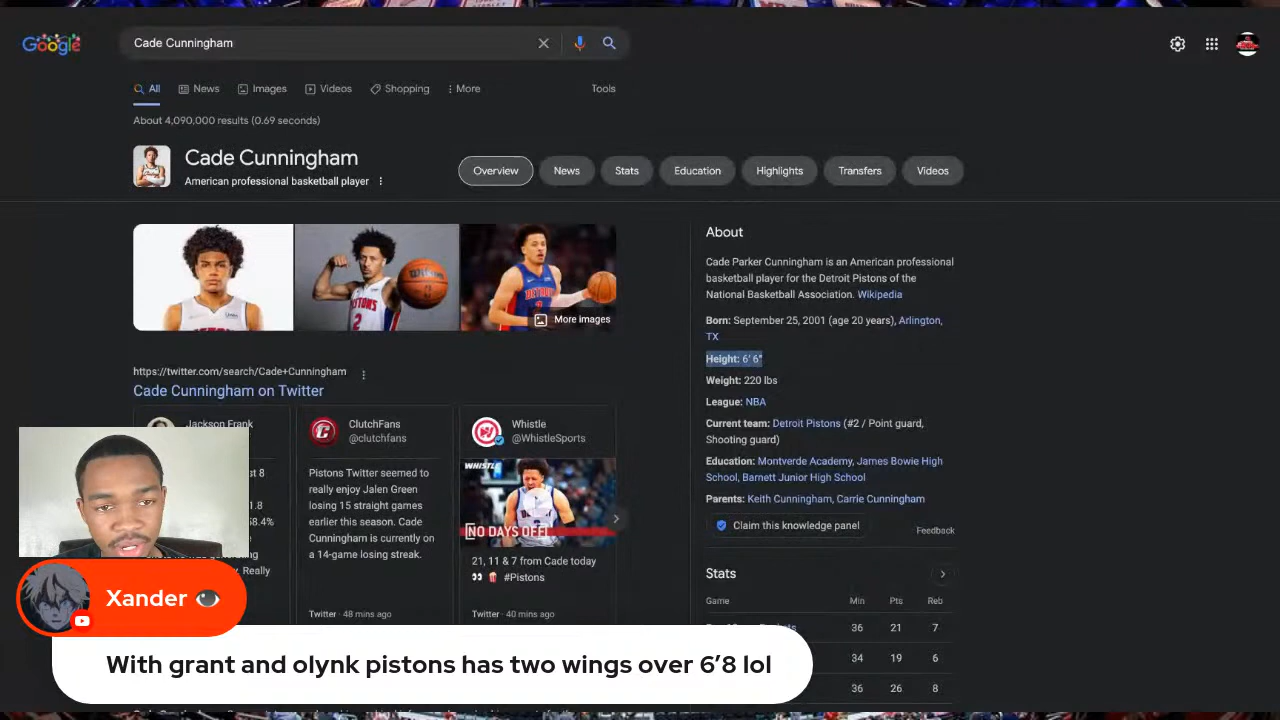 Google
Cade Cunningham
All News Images Videos Shopping More Tools
About 4,090,000 results (0.69 seconds)
Cade Cunningham
American professional basketball player
Overview News Stats Education Highlights Transfers Videos
More images
https://twitter.com/search/Cade+Cunningham
Cade Cunningham on Twitter
Jackson Frank
ClutchFans
@clutchfans
Pistons Twitter seemed to
really enjoy Jalen Green
losing 15 straight games
earlier this season. Cade
Cunningham is currently on
a 14-game losing streak.
Twitter · 48 mins ago
Whistle
@WhistleSports
WHISTLE
NO DAYS OFF!
21, 11 & 7 from Cade today
#Pistons
Twitter · 40 mins ago
About
Cade Parker Cunningham is an American professional
basketball player for the Detroit Pistons of the
National Basketball Association. Wikipedia
Born: September 25, 2001 (age 20 years), Arlington,
TX
Height: 6′ 6″
Weight: 220 lbs
League: NBA
Current team: Detroit Pistons (#2 / Point guard,
Shooting guard)
Education: Montverde Academy, James Bowie High
School, Barnett Junior High School
Parents: Keith Cunningham, Carrie Cunningham
Claim this knowledge panel
Feedback
Stats
Game Min Pts Reb
36 21 7
34 19 6
36 26 8
Xander
With grant and olynk pistons has two wings over 6’8 lol